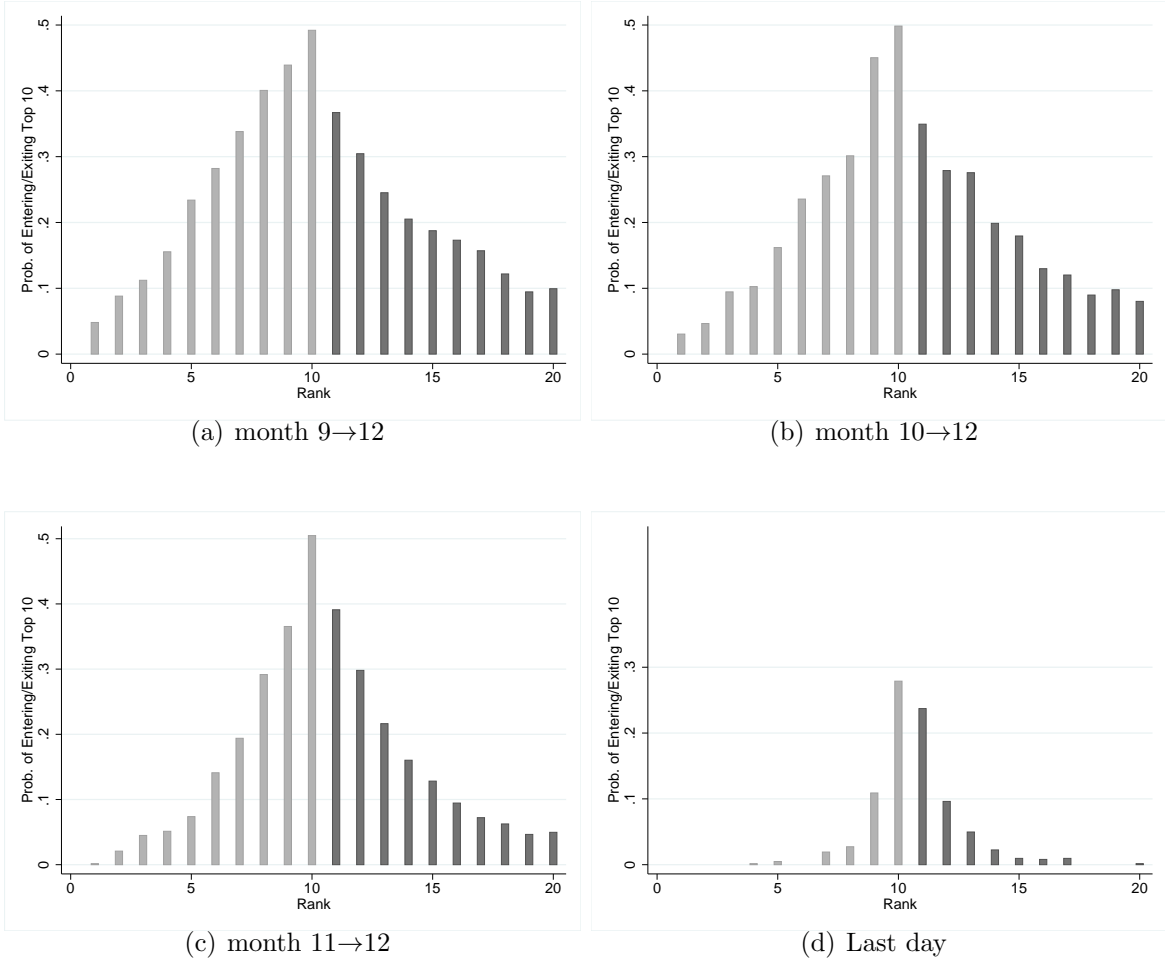 Prob. of Entering/Exiting Top 10
.5
.4
.3
.2
.1
0
0 5 10 15 20
Rank
(a) month 9→12
Prob. of Entering/Exiting Top 10
.5
.4
.3
.2
.1
0
0 5 10 15 20
Rank
(b) month 10→12
Prob. of Entering/Exiting Top 10
.5
.4
.3
.2
.1
0
0 5 10 15 20
Rank
(c) month 11→12
Prob. of Entering/Exiting Top 10
.3
.2
.1
0
0 5 10 15 20
Rank
(d) Last day